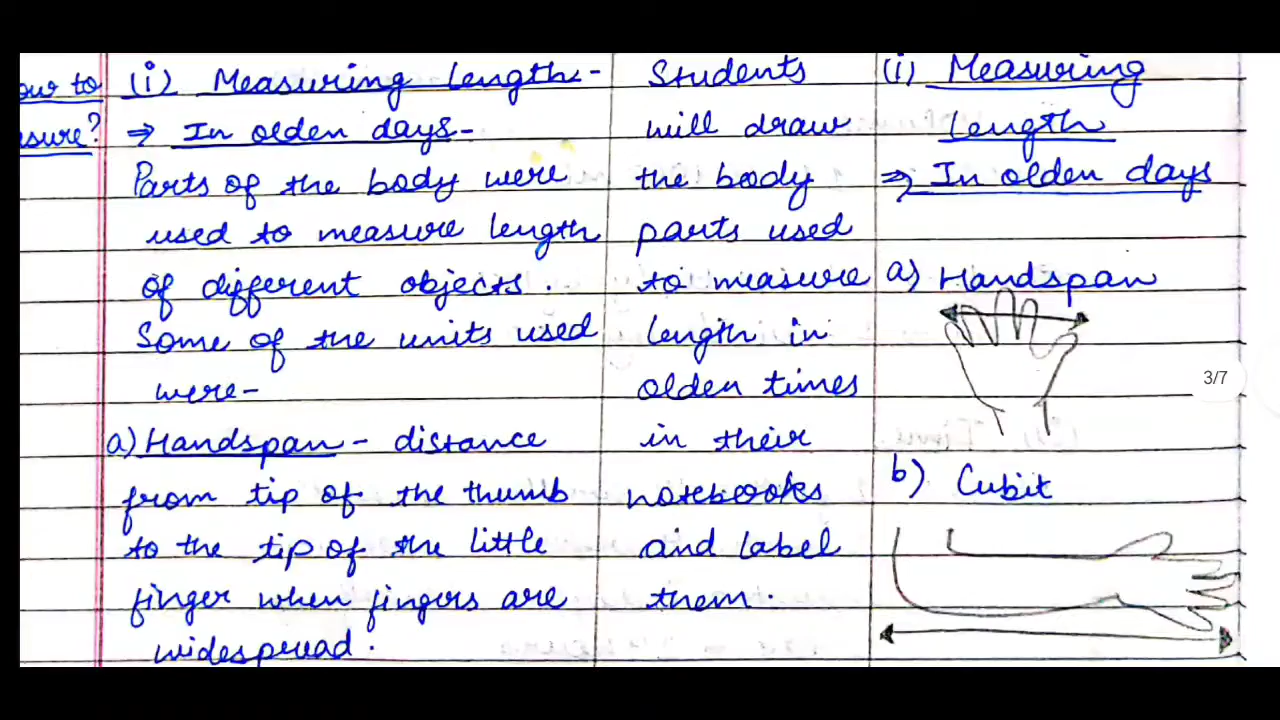 our to
esure?
(i) Measuring length-
⇒ In olden days-
Parts of the body were
used to measure length
of different objects.
Some of the units used
were-
a) Handspan - distance
from tip of the thumb
to the tip of the little
finger when fingers are
widespread.
Students
will draw
the body
parts used
to measure
length in
olden times
in their
notebooks
and label
them.
(i) Measuring
length
⇒ In olden days
a) Handspan
b) Cubit
3/7